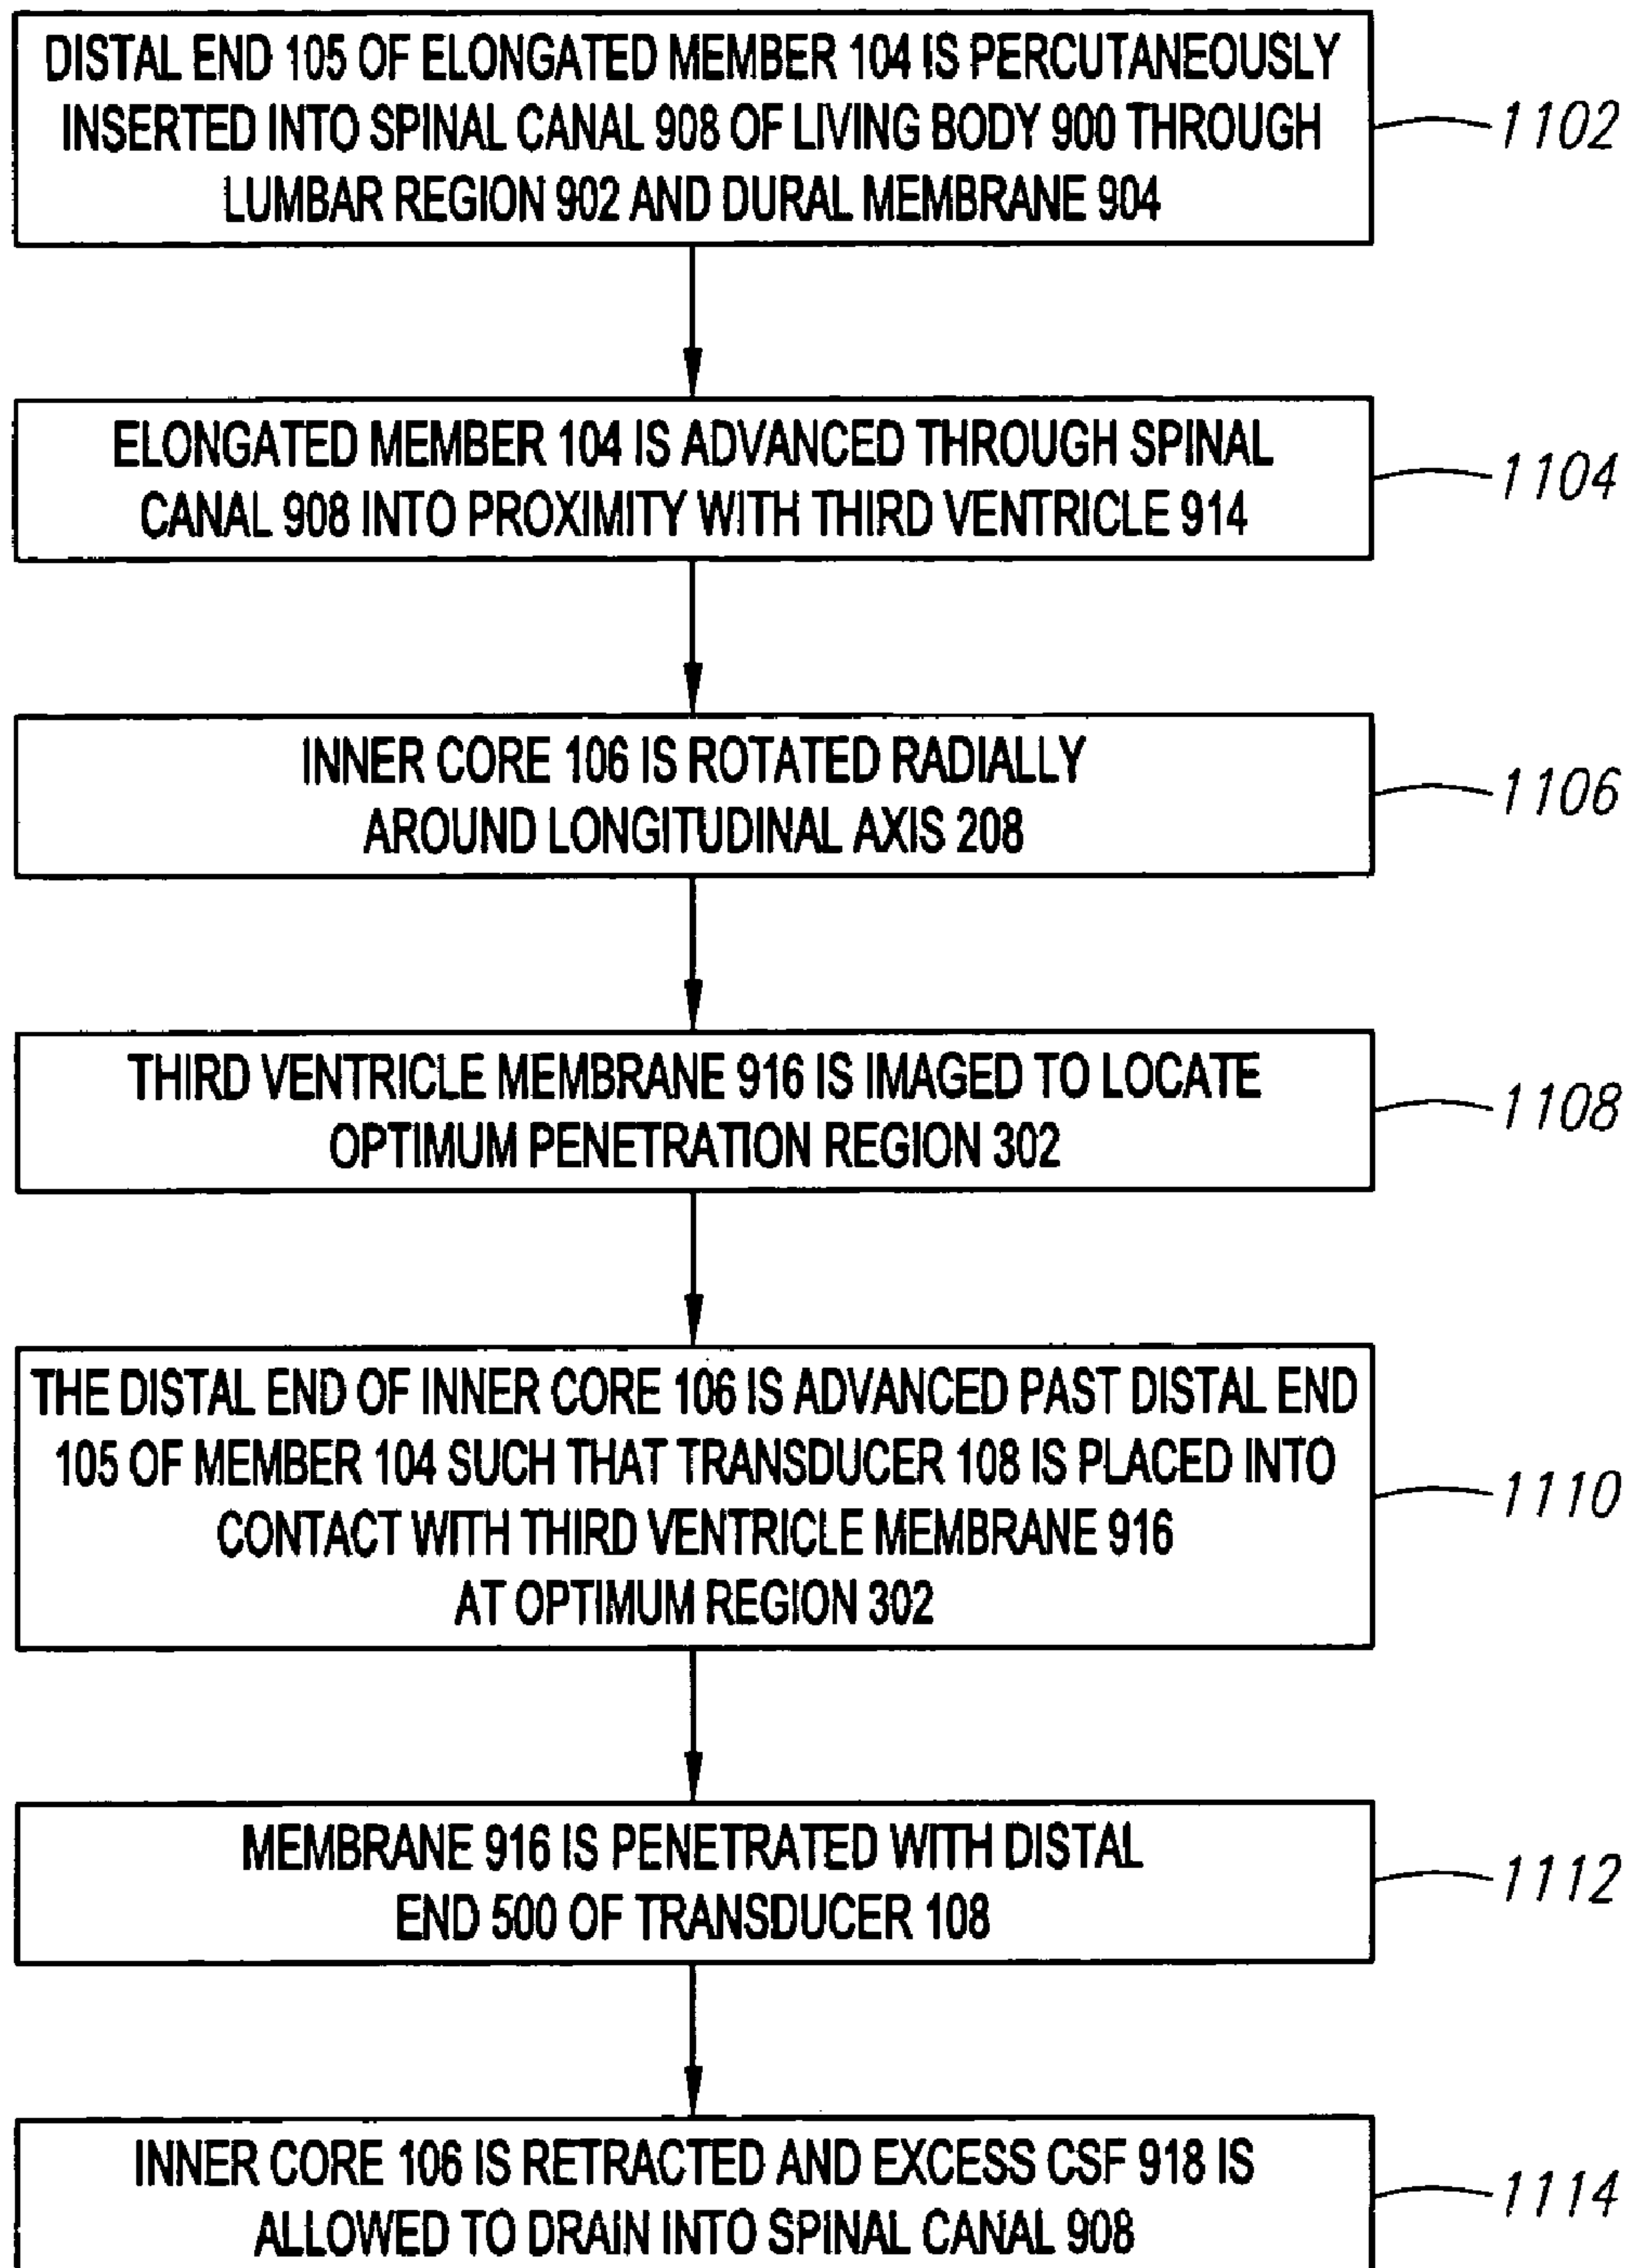 DISTAL END 105 OF ELONGATED MEMBER 104 IS PERCUTANEOUSLY
INSERTED INTO SPINAL CANAL 908 OF LIVING BODY 900 THROUGH
LUMBAR REGION 902 AND DURAL MEMBRANE 904
1102
ELONGATED MEMBER 104 IS ADVANCED THROUGH SPINAL
CANAL 908 INTO PROXIMITY WITH THIRD VENTRICLE 914
1104
INNER CORE 106 IS ROTATED RADIALLY
AROUND LONGITUDINAL AXIS 208
1106
THIRD VENTRICLE MEMBRANE 916 IS IMAGED TO LOCATE
OPTIMUM PENETRATION REGION 302
1108
THE DISTAL END OF INNER CORE 106 IS ADVANCED PAST DISTAL END
105 OF MEMBER 104 SUCH THAT TRANSDUCER 108 IS PLACED INTO
CONTACT WITH THIRD VENTRICLE MEMBRANE 916
AT OPTIMUM REGION 302
1110
MEMBRANE 916 IS PENETRATED WITH DISTAL
END 500 OF TRANSDUCER 108
1112
INNER CORE 106 IS RETRACTED AND EXCESS CSF 918 IS
ALLOWED TO DRAIN INTO SPINAL CANAL 908
1114